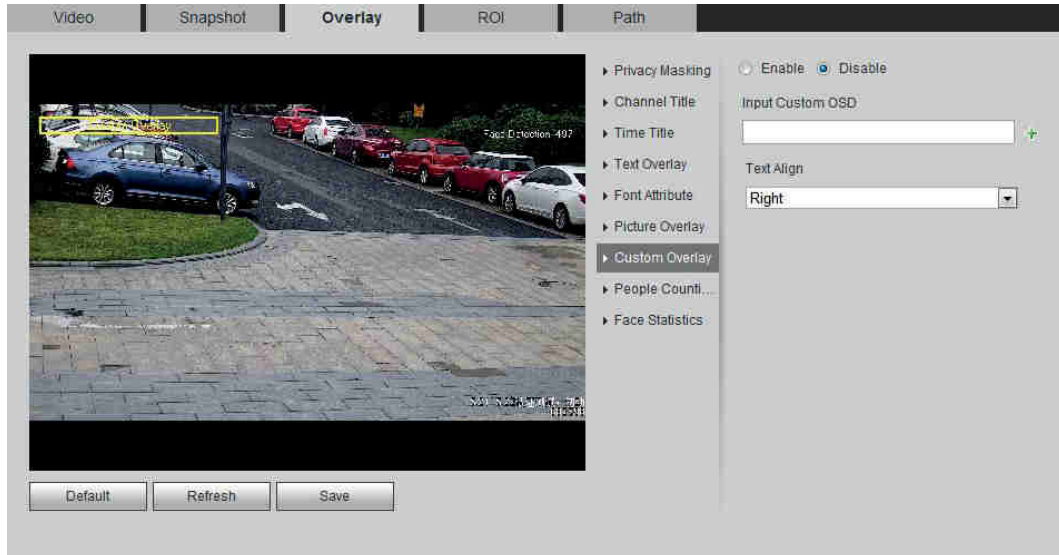 Video Snapshot Overlay ROI Path
Privacy Masking
Channel Title
Time Title
Text Overlay
Font Attribute
Picture Overlay
Custom Overlay
People Counti...
Face Statistics
Enable Disable
Input Custom OSD
Text Align
Right
Overlay
Face Detection
Default Refresh Save